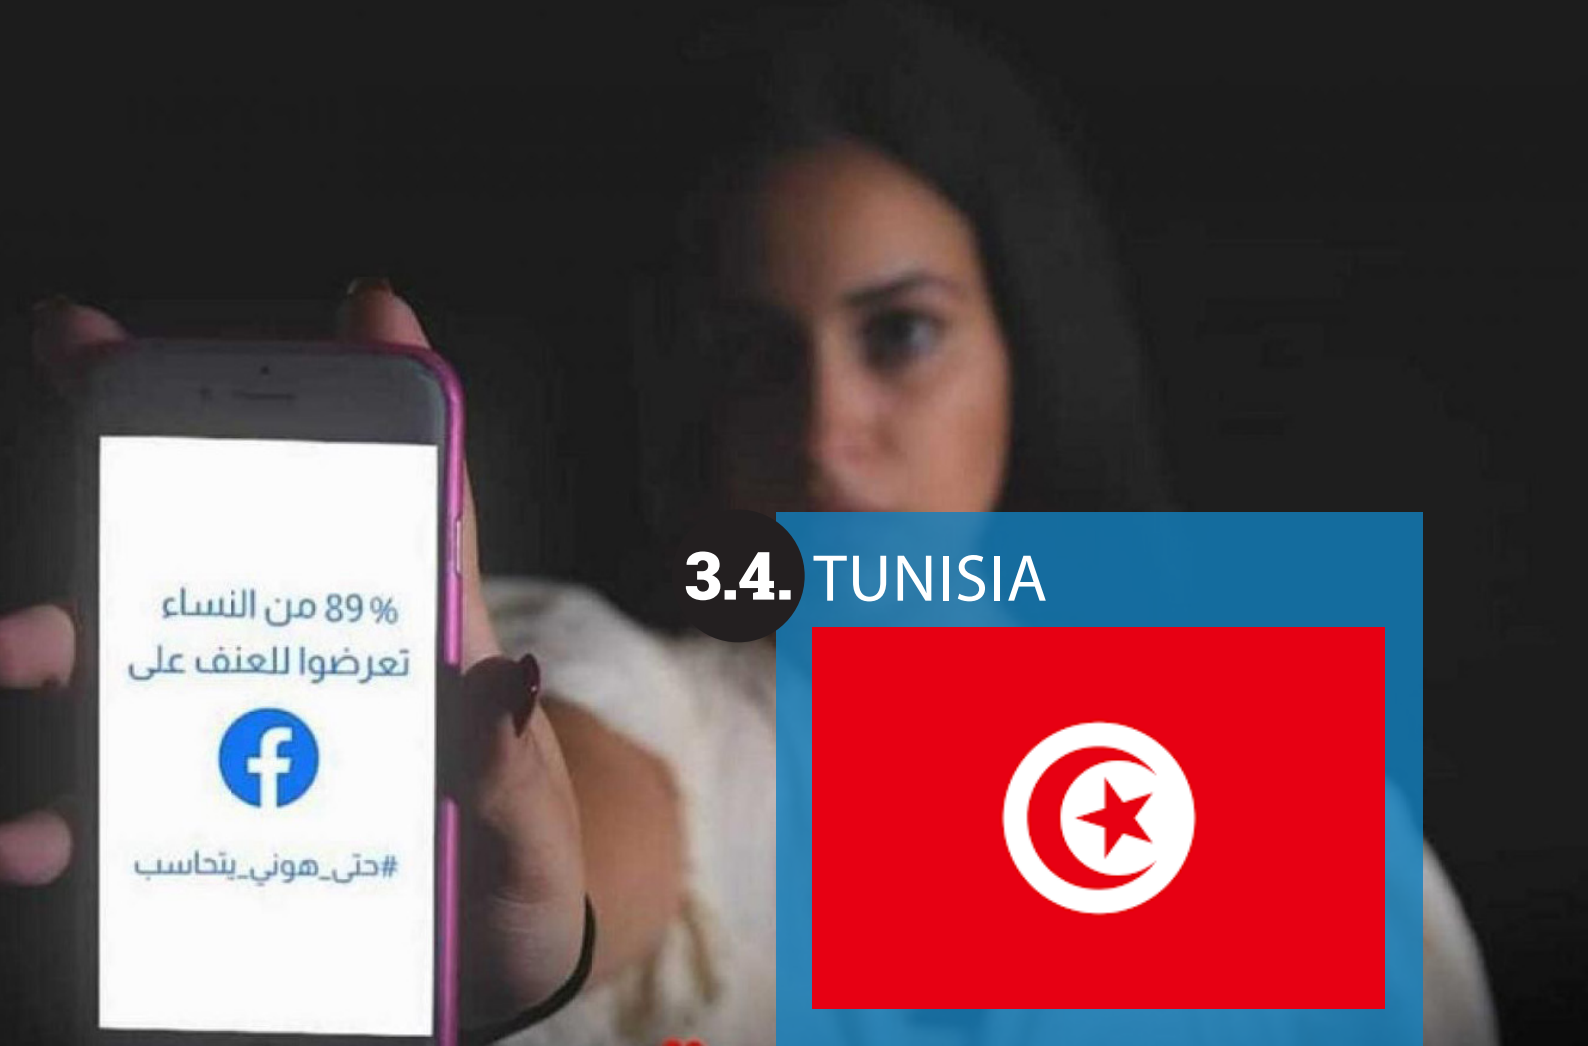 89% من النساء
تعرضوا للعنف على
#حتى_هوني_يتحاسب
3.4. TUNISIA